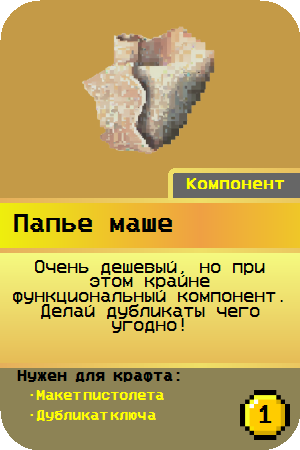 Компонент
Папье маше
Очень дешевый, но при
этом крайне
функциональный компонент.
Делай дубликаты чего
угодно!
Нужен для крафта:
·Макет пистолета
·Дубликат ключа
1